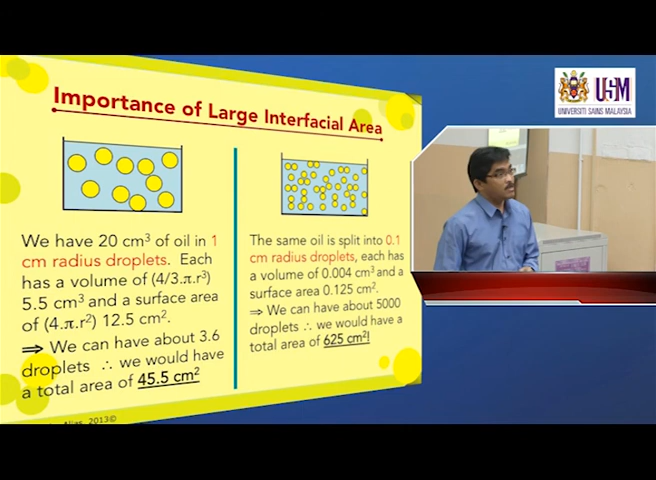 Importance of Large Interfacial Area
We have 20 cm³ of oil in 1
cm radius droplets. Each
has a volume of (4/3.π.r³)
5.5 cm³ and a surface area
of (4.π.r²) 12.5 cm².
⇒ We can have about 3.6
droplets ∴ we would have
a total area of 45.5 cm²
The same oil is split into 0.1
cm radius droplets, each has
a volume of 0.004 cm³ and a
surface area 0.125 cm².
⇒ We can have about 5000
droplets ∴ we would have a
total area of 625 cm²!
Alias, 2013©
USM
UNIVERSITI SAINS MALAYSIA